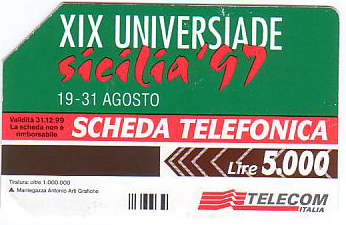 XIX UNIVERSIADE
sicilia '97
19-31 AGOSTO
Validità 31.12.99
La scheda non è
rimborsabile
SCHEDA TELEFONICA
Lire 5.000
Tiratura: oltre 1.000.000
Mantegazza Antonio Arti Grafiche
TELECOM
ITALIA